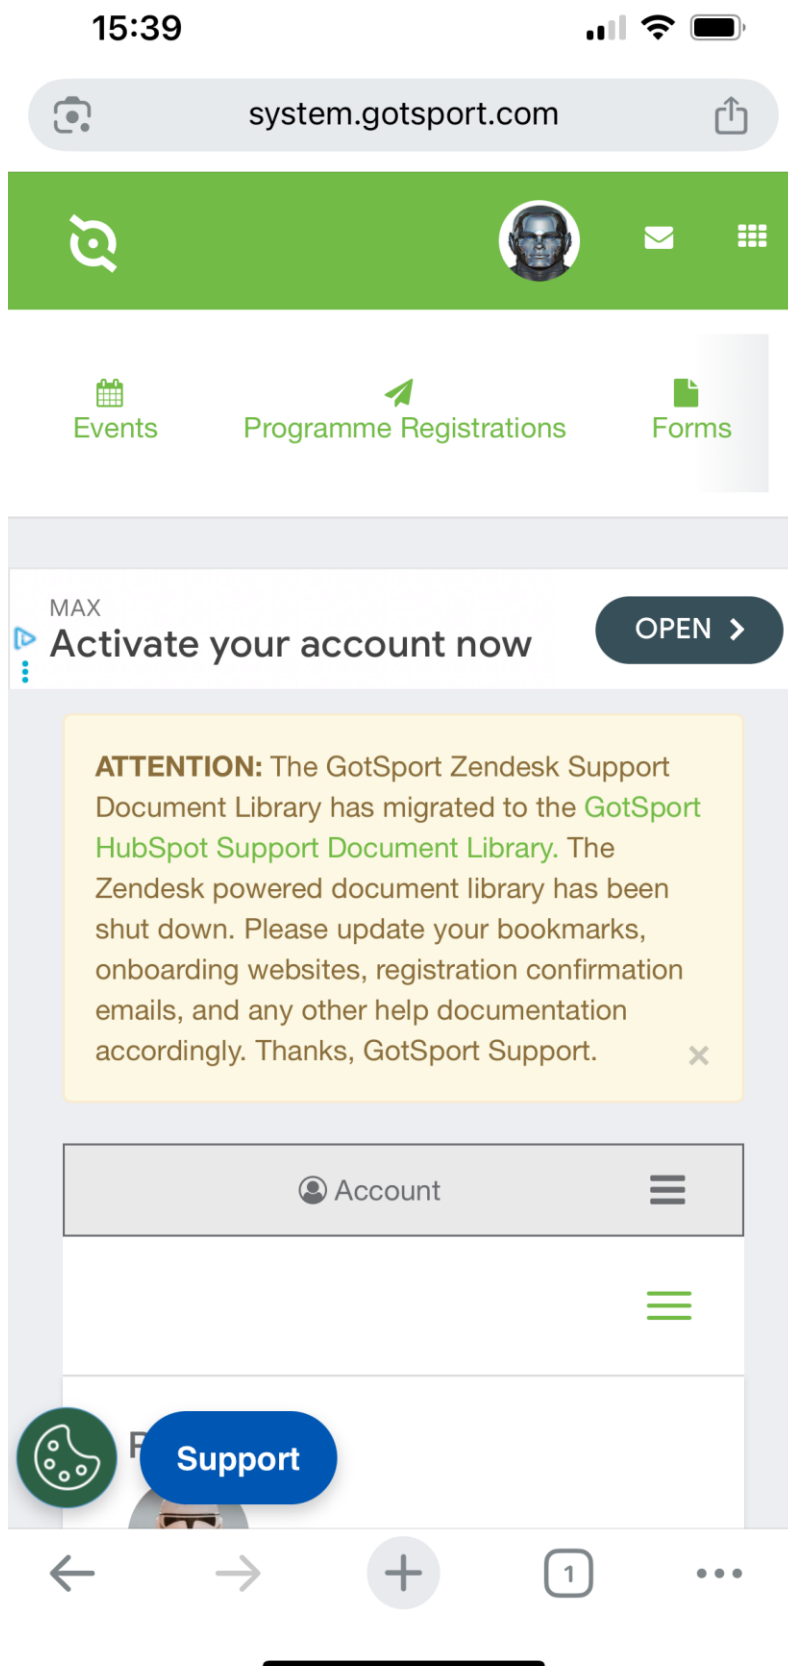 15:39
system.gotsport.com
Events
Programme Registrations
Forms
MAX
Activate your account now
OPEN
ATTENTION: The GotSport Zendesk Support
Document Library has migrated to the GotSport
HubSpot Support Document Library. The
Zendesk powered document library has been
shut down. Please update your bookmarks,
onboarding websites, registration confirmation
emails, and any other help documentation
accordingly. Thanks, GotSport Support.
Account
Support
1